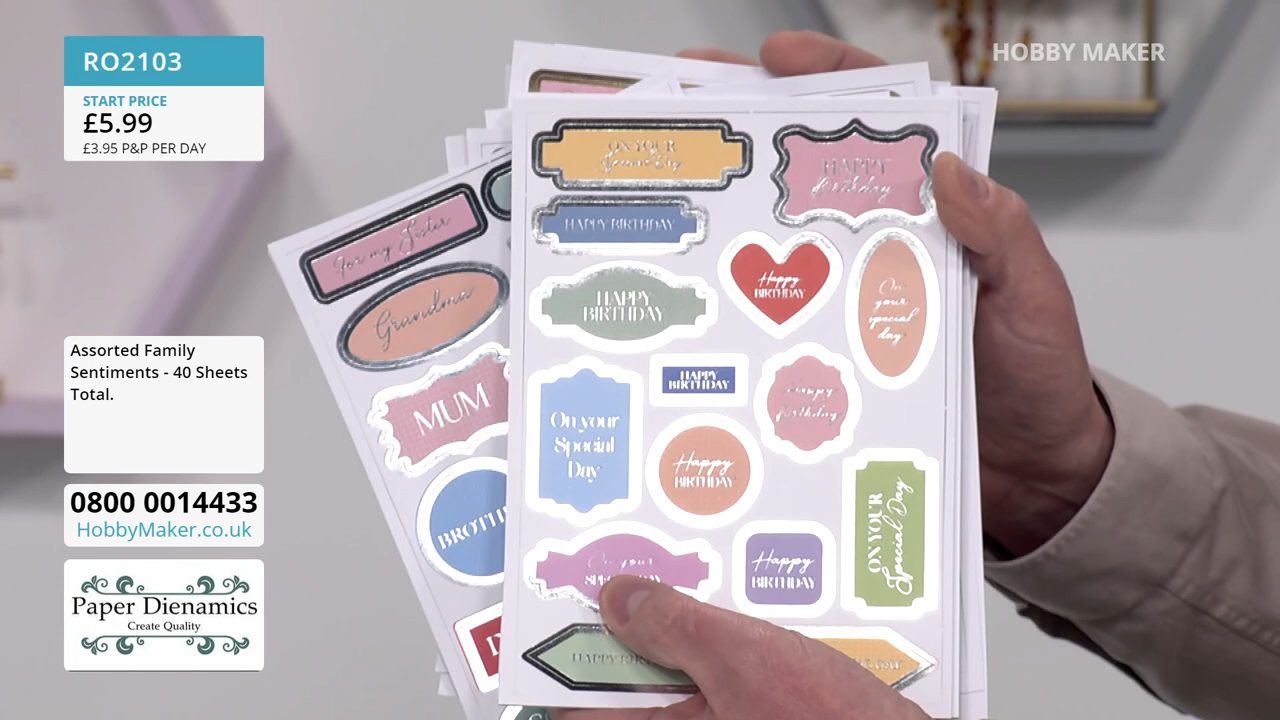 RO2103
START PRICE
£5.99
£3.95 P&P PER DAY
Assorted Family
Sentiments - 40 Sheets
Total.
0800 0014433
HobbyMaker.co.uk
Paper Dienamics
Create Quality
HOBBY MAKER
For my Sister
Grandma
MUM
ON YOUR
Special Day
HAPPY
Birthday
HAPPY BIRTHDAY
HAPPY
BIRTHDAY
Happy
BIRTHDAY
On
your
special
day
On your
Special
Day
HAPPY
BIRTHDAY
Happy
Birthday
Happy
BIRTHDAY
ON YOUR
Special Day
On your
Happy
BIRTHDAY
HAPPY